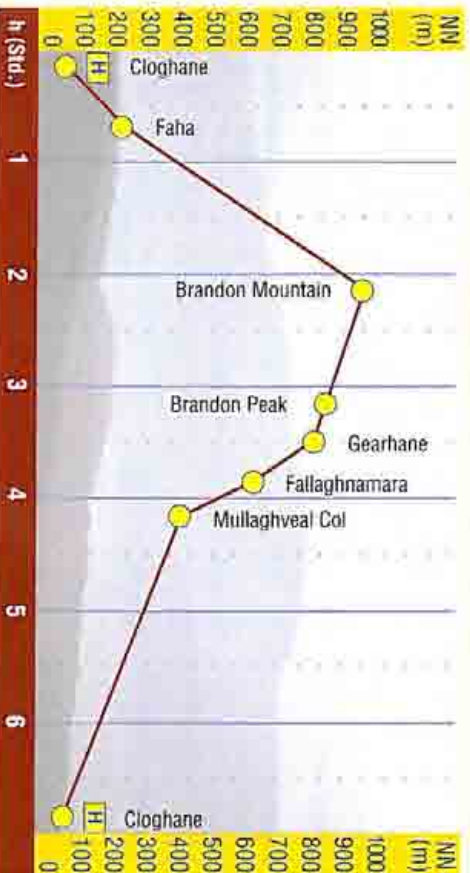 NN
(m)
1000
900
800
700
600
500
400
300
200
100
0
h (Std.)
H
Cloghane
Faha
1
2
Brandon Mountain
3
Brandon Peak
Gearhane
Fallaghnamara
4
Mullaghveal Col
5
6
H
Cloghane
NN
(m)
1000
900
800
700
600
500
400
300
200
100
0